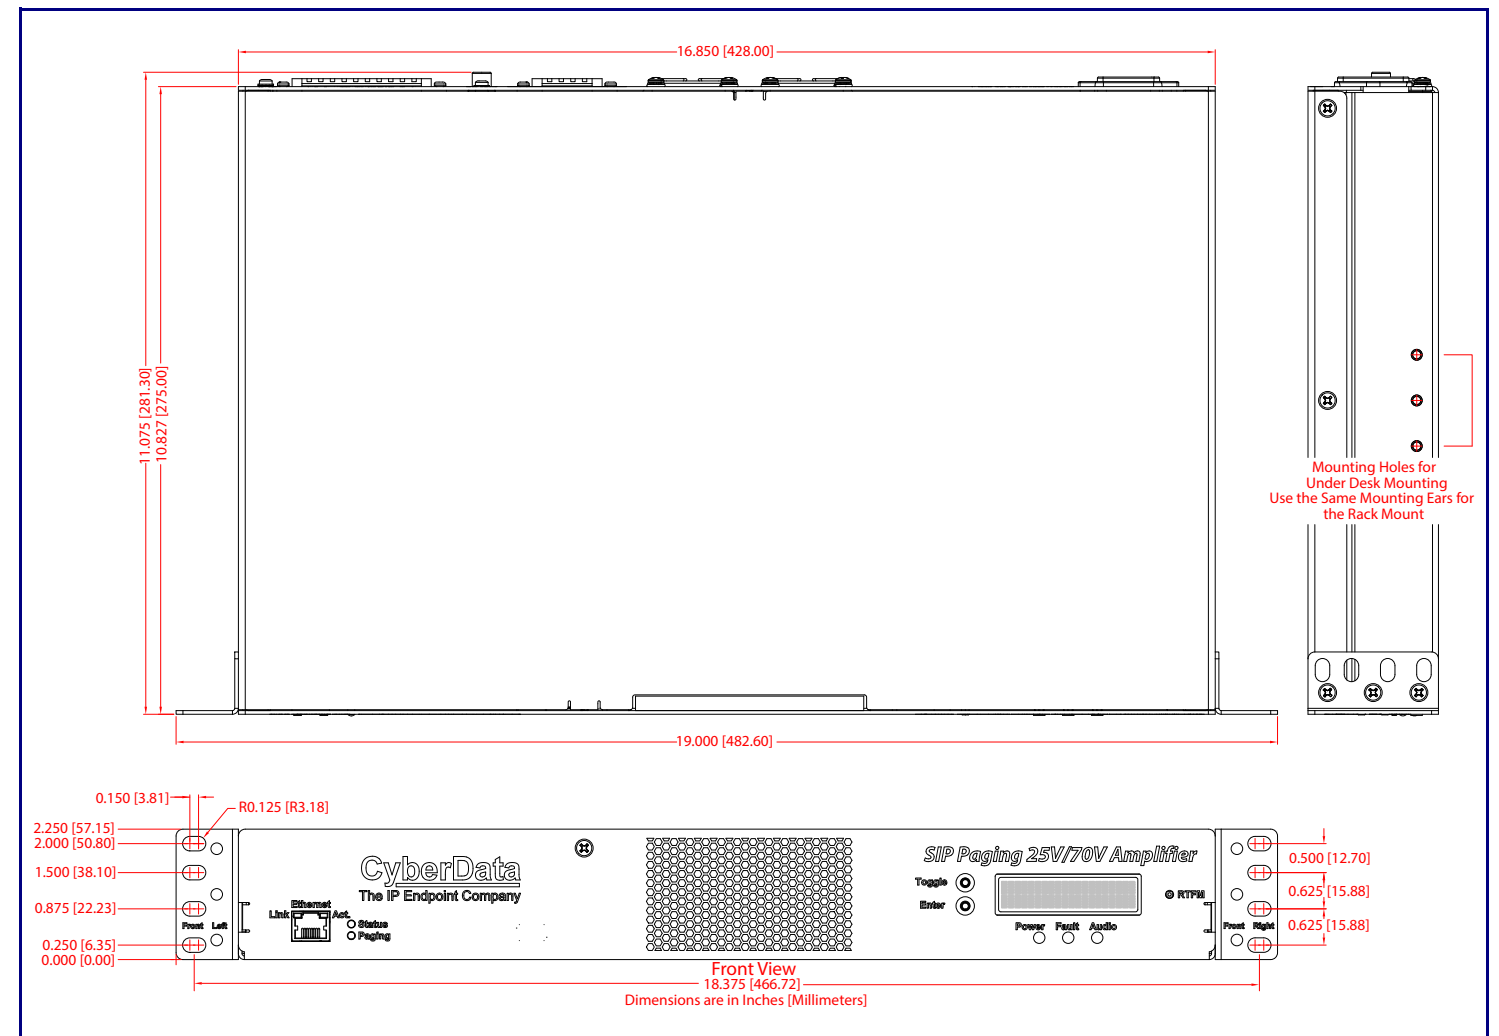 16.850 [428.00]
11.075 [281.30]
10.827 [275.00]
Mounting Holes for
Under Desk Mounting
Use the Same Mounting Ears for
the Rack Mount
19.000 [482.60]
0.150 [3.81]
R0.125 [R3.18]
2.250 [57.15]
2.000 [50.80]
1.500 [38.10]
0.875 [22.23]
0.250 [6.35]
0.000 [0.00]
Front Left
CyberData
The IP Endpoint Company
Ethernet
Link Act.
Status
Paging
SIP Paging 25V/70V Amplifier
Toggle
Enter
RTFM
Power Fault Audio
Front Right
0.500 [12.70]
0.625 [15.88]
0.625 [15.88]
Front View
18.375 [466.72]
Dimensions are in Inches [Millimeters]